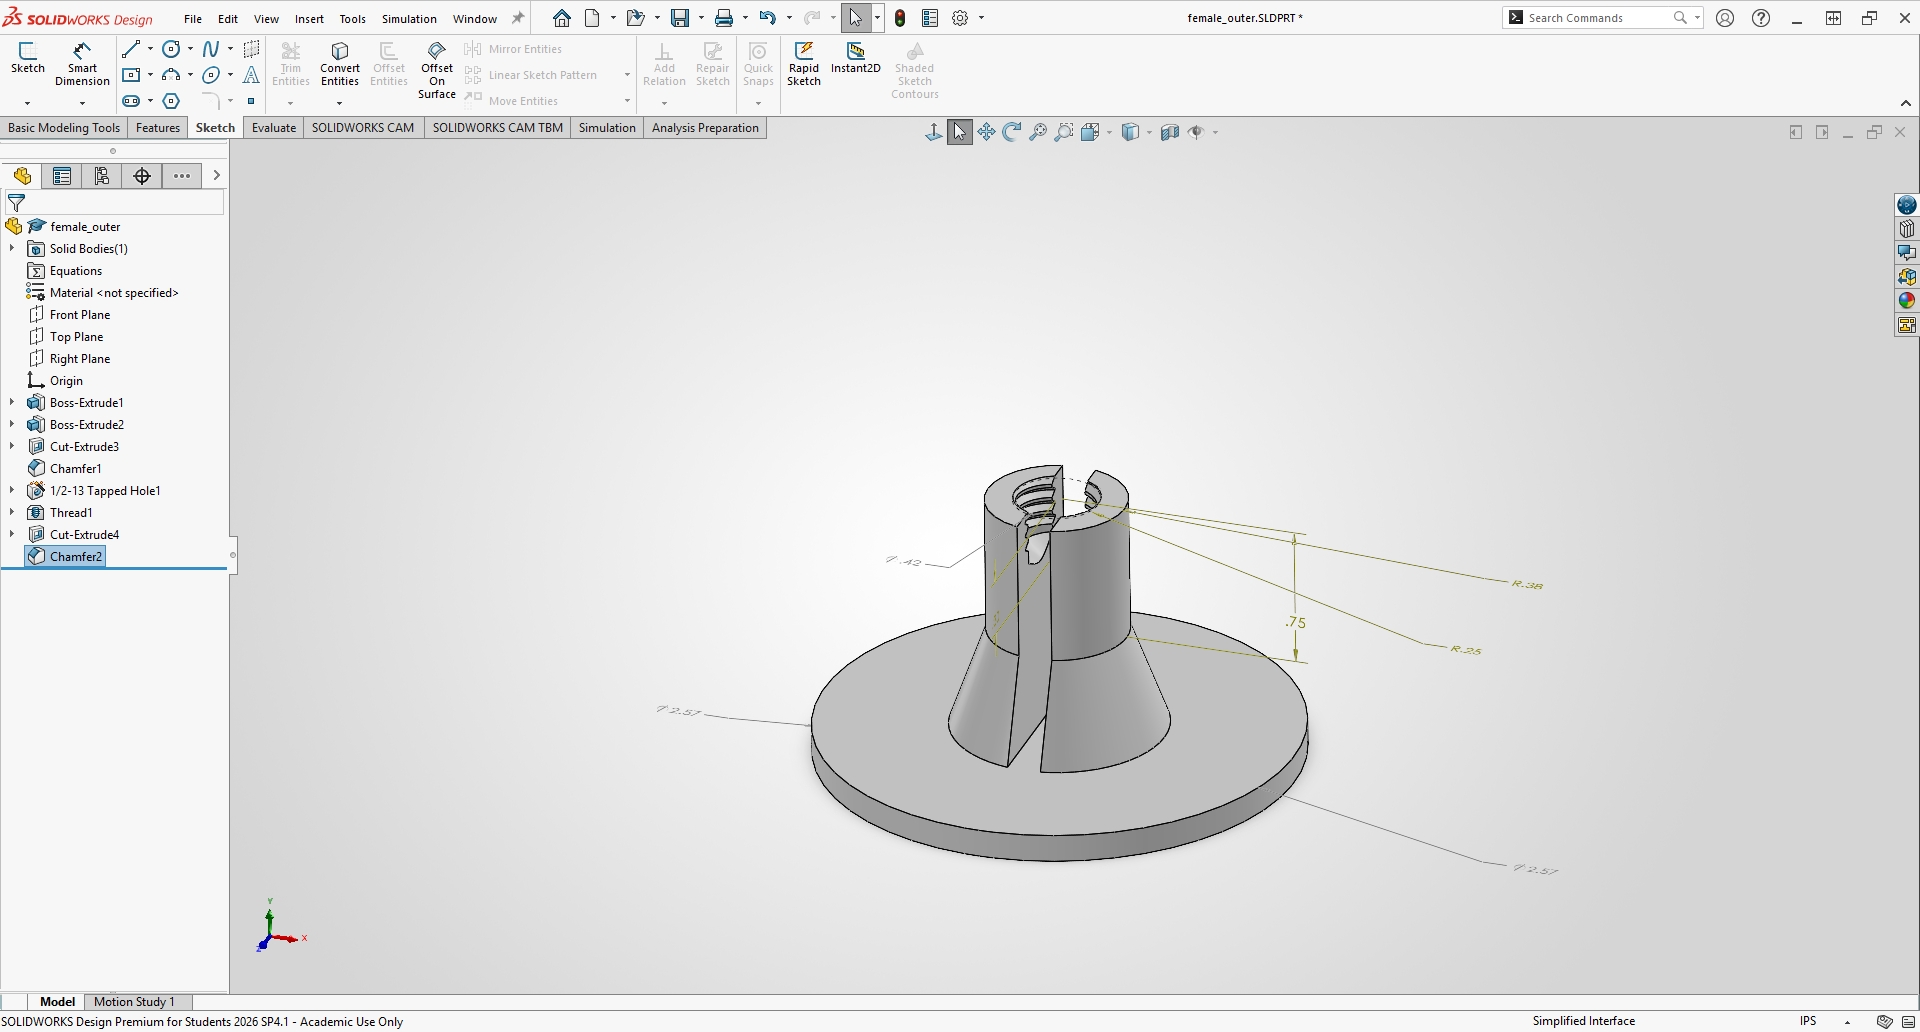 SOLIDWORKS Design File Edit View Insert Tools Simulation Window female_outer.SLDPRT * Search Commands
Sketch Smart Dimension Trim Entities Convert Entities Offset Entities Offset On Surface Mirror Entities Linear Sketch Pattern Move Entities Add Relation Repair Sketch Quick Snaps Rapid Sketch Instant2D Shaded Sketch Contours
Basic Modeling Tools Features Sketch Evaluate SOLIDWORKS CAM SOLIDWORKS CAM TBM Simulation Analysis Preparation
female_outer
Solid Bodies(1)
Equations
Material <not specified>
Front Plane
Top Plane
Right Plane
Origin
Boss-Extrude1
Boss-Extrude2
Cut-Extrude3
Chamfer1
1/2-13 Tapped Hole1
Thread1
Cut-Extrude4
Chamfer2
.42
R.38
.75
R.25
2.57
2.57
Y
X
Z
Model Motion Study 1
SOLIDWORKS Design Premium for Students 2026 SP4.1 - Academic Use Only Simplified Interface IPS